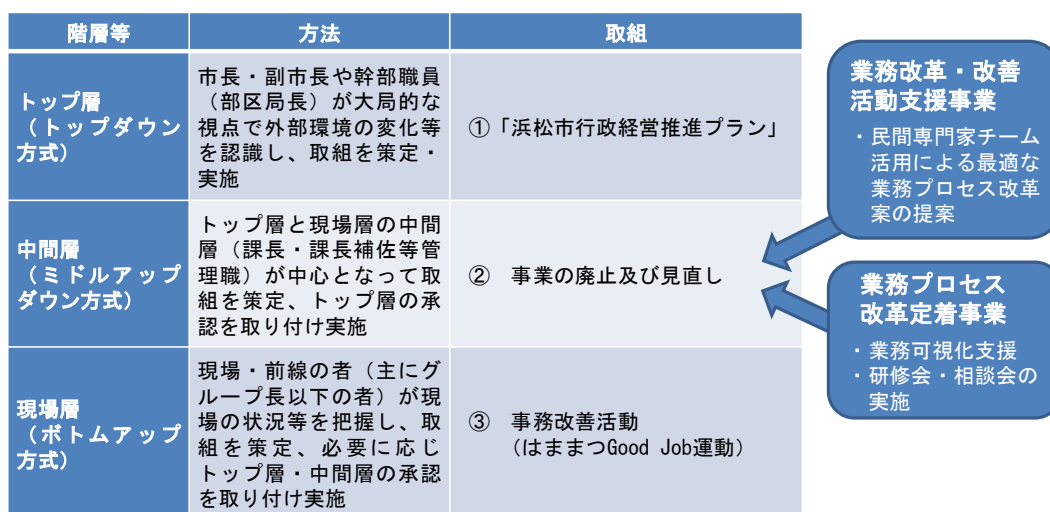 階層等
方法
取組
トップ層
（トップダウン
方式）
市長・副市長や幹部職員
（部区局長）が大局的な
視点で外部環境の変化等
を認識し、取組を策定・
実施
①「浜松市行政経営推進プラン」
中間層
（ミドルアップ
ダウン方式）
トップ層と現場層の中間
層（課長・課長補佐等管
理職）が中心となって取
組を策定、トップ層の承
認を取り付け実施
②　事業の廃止及び見直し
現場層
（ボトムアップ
方式）
現場・前線の者（主にグ
ループ長以下の者）が現
場の状況等を把握し、取
組を策定、必要に応じ
トップ層・中間層の承認
を取り付け実施
③　事務改善活動
（はままつGood Job運動）
業務改革・改善
活動支援事業
・民間専門家チーム
活用による最適な
業務プロセス改革
案の提案
業務プロセス
改革定着事業
・業務可視化支援
・研修会・相談会の
実施